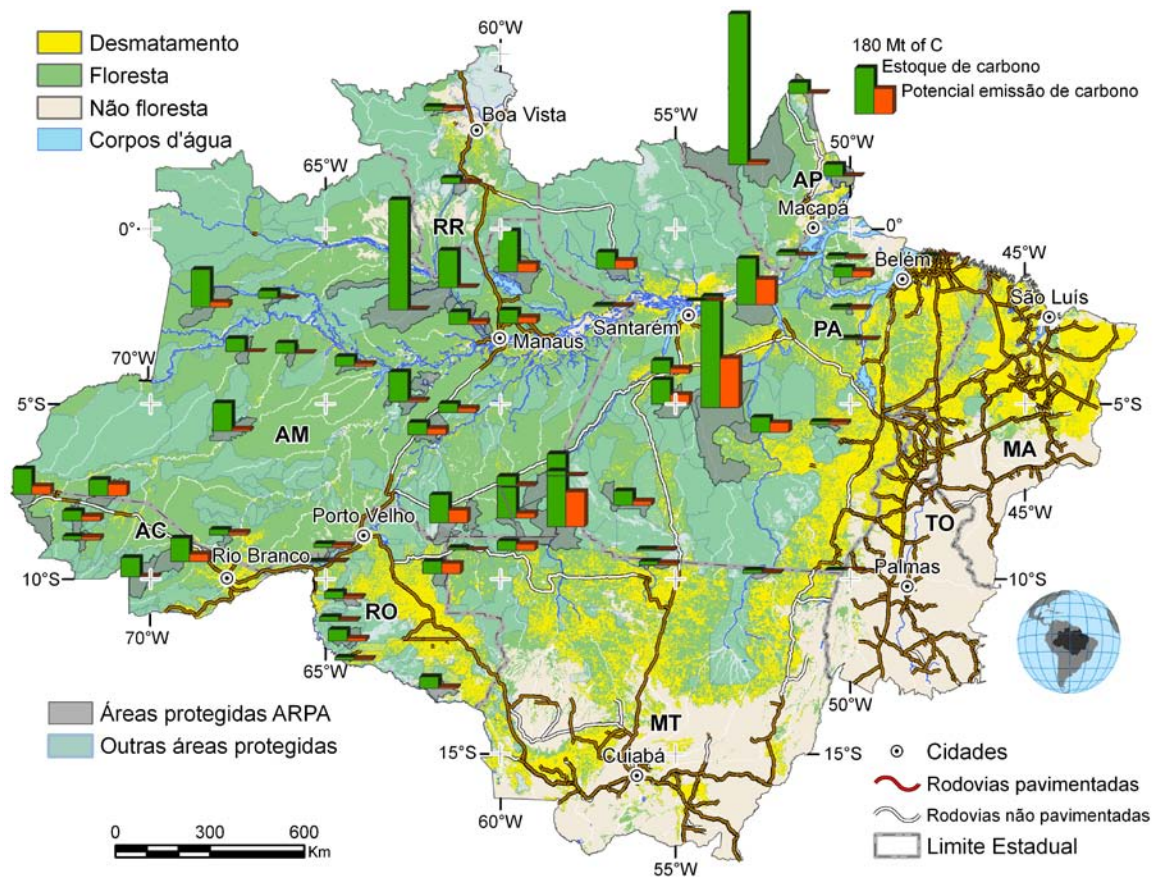 Desmatamento
Floresta
Não floresta
Corpos d'água
60°W
180 Mt of C
Estoque de carbono
Potencial emissão de carbono
Boa Vista
55°W
50°W
65°W
AP
Macapá
0°
RR
0°
Belém
45°W
São Luís
Santarém
PA
Manaus
70°W
5°S
5°S
AM
MA
Porto Velho
45°W
AC
TO
Rio Branco
10°S
Palmas
10°S
RO
70°W
65°W
50°W
Áreas protegidas ARPA
Outras áreas protegidas
MT
15°S
Cuiabá
15°S
Cidades
Rodovias pavimentadas
Rodovias não pavimentadas
Limite Estadual
60°W
0 300 600
Km
55°W